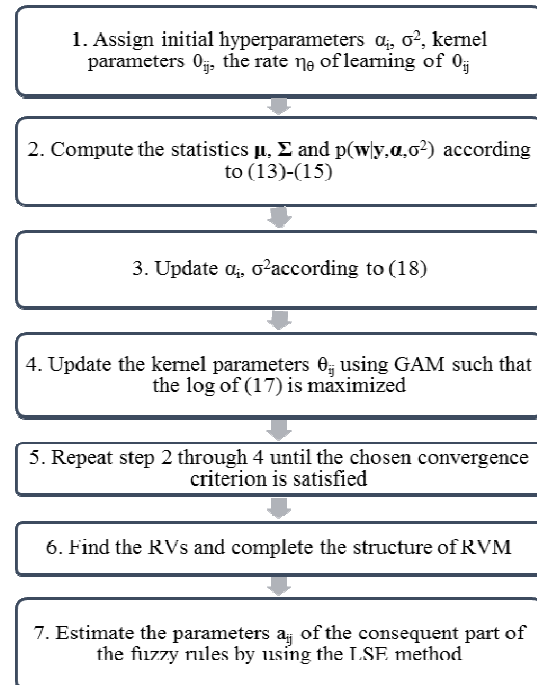 1. Assign initial hyperparameters αᵢ, σ², kernel
parameters θᵢⱼ, the rate ηθ of learning of θᵢⱼ
2. Compute the statistics μ, Σ and p(w|y,α,σ²) according
to (13)-(15)
3. Update αᵢ, σ²according to (18)
4. Update the kernel parameters θᵢⱼ using GAM such that
the log of (17) is maximized
5. Repeat step 2 through 4 until the chosen convergence
criterion is satisfied
6. Find the RVs and complete the structure of RVM
7. Estimate the parameters aᵢⱼ of the consequent part of
the fuzzy rules by using the LSE method